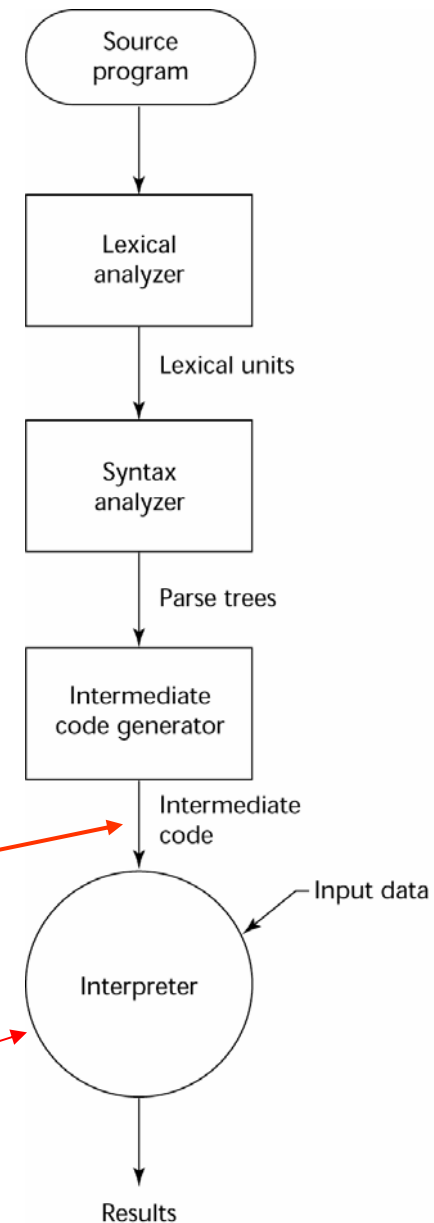 Source
program
Lexical
analyzer
Lexical units
Syntax
analyzer
Parse trees
Intermediate
code generator
Intermediate
code
Input data
Interpreter
Results